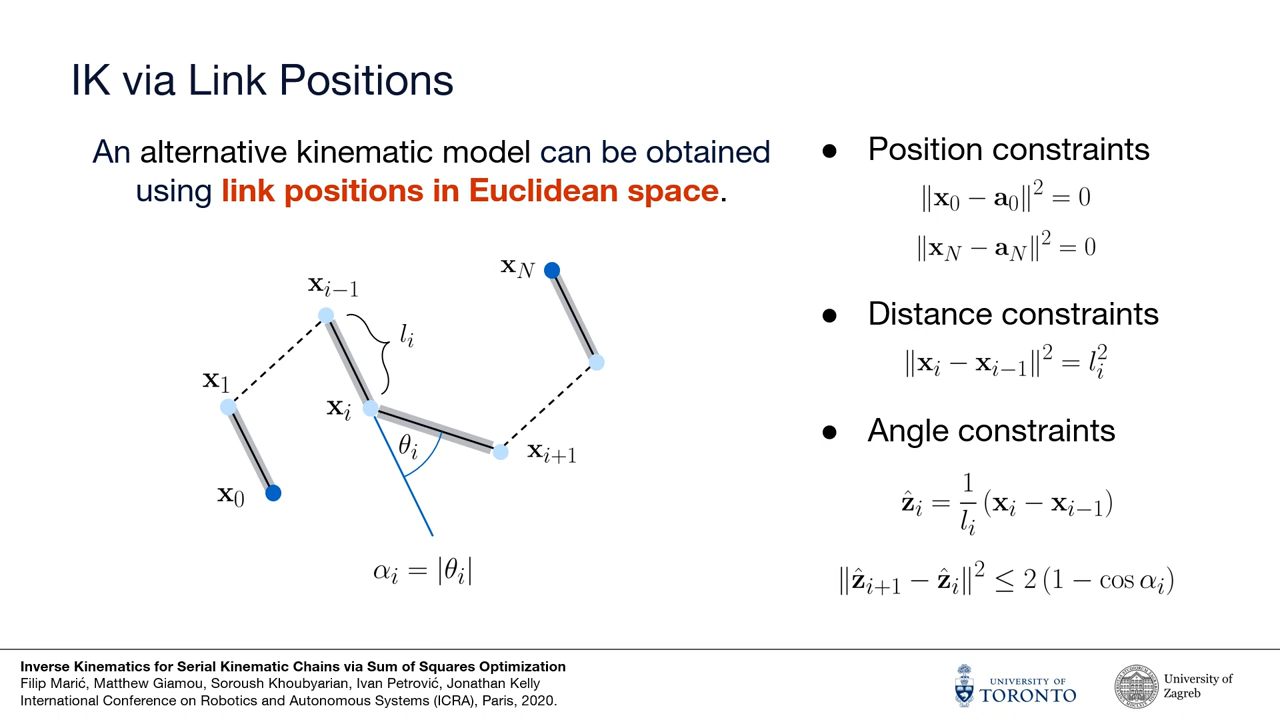 IK via Link Positions
An alternative kinematic model can be obtained
using link positions in Euclidean space.
x_N
x_{i−1}
l_i
x_1
x_i
θ_i
x_{i+1}
x_0
α_i = |θ_i|
● Position constraints
‖x_0 − a_0‖² = 0
‖x_N − a_N‖² = 0
● Distance constraints
‖x_i − x_{i−1}‖² = l_i²
● Angle constraints
ẑ_i = 1/l_i (x_i − x_{i−1})
‖ẑ_{i+1} − ẑ_i‖² ≤ 2 (1 − cos α_i)
Inverse Kinematics for Serial Kinematic Chains via Sum of Squares Optimization
Filip Marić, Matthew Giamou, Soroush Khoubyarian, Ivan Petrović, Jonathan Kelly
International Conference on Robotics and Autonomous Systems (ICRA), Paris, 2020.
UNIVERSITY OF
TORONTO
University of
Zagreb